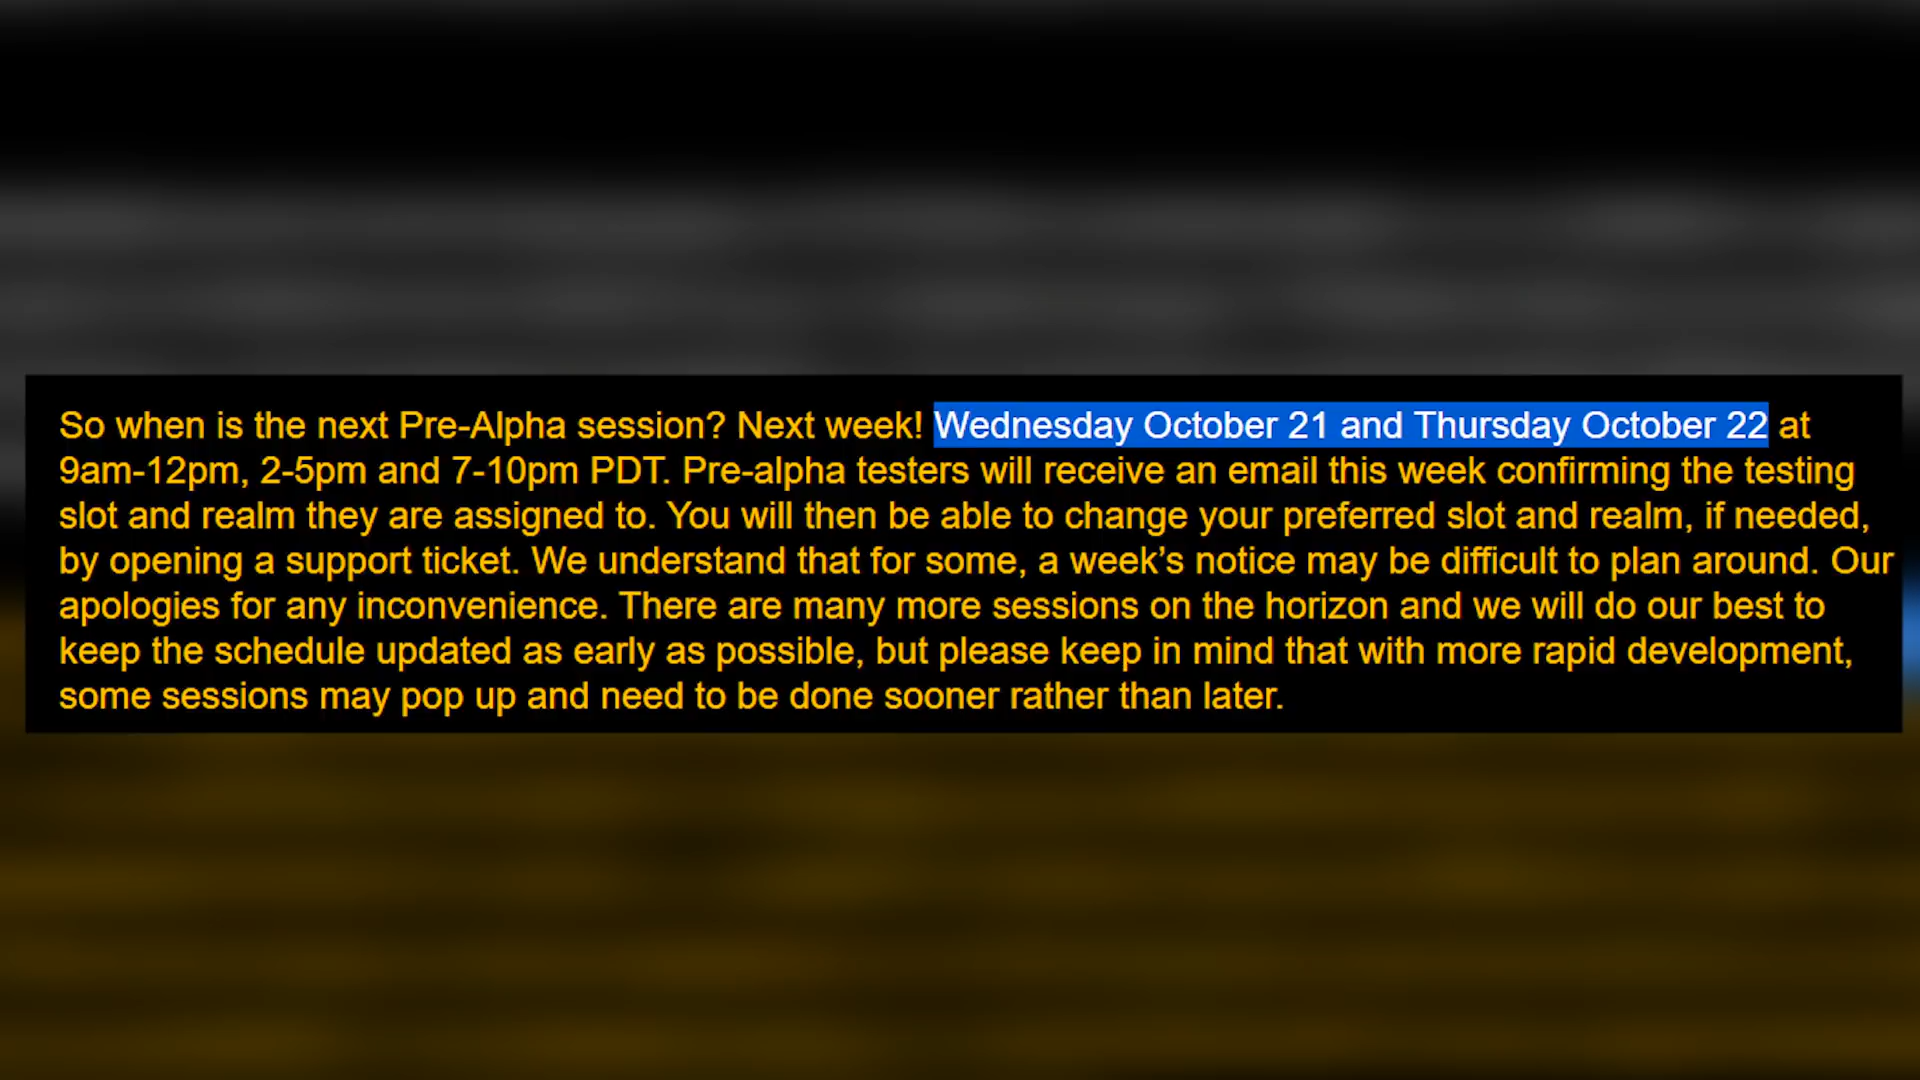 So when is the next Pre-Alpha session? Next week! Wednesday October 21 and Thursday October 22 at
9am-12pm, 2-5pm and 7-10pm PDT. Pre-alpha testers will receive an email this week confirming the testing
slot and realm they are assigned to. You will then be able to change your preferred slot and realm, if needed,
by opening a support ticket. We understand that for some, a week’s notice may be difficult to plan around. Our
apologies for any inconvenience. There are many more sessions on the horizon and we will do our best to
keep the schedule updated as early as possible, but please keep in mind that with more rapid development,
some sessions may pop up and need to be done sooner rather than later.